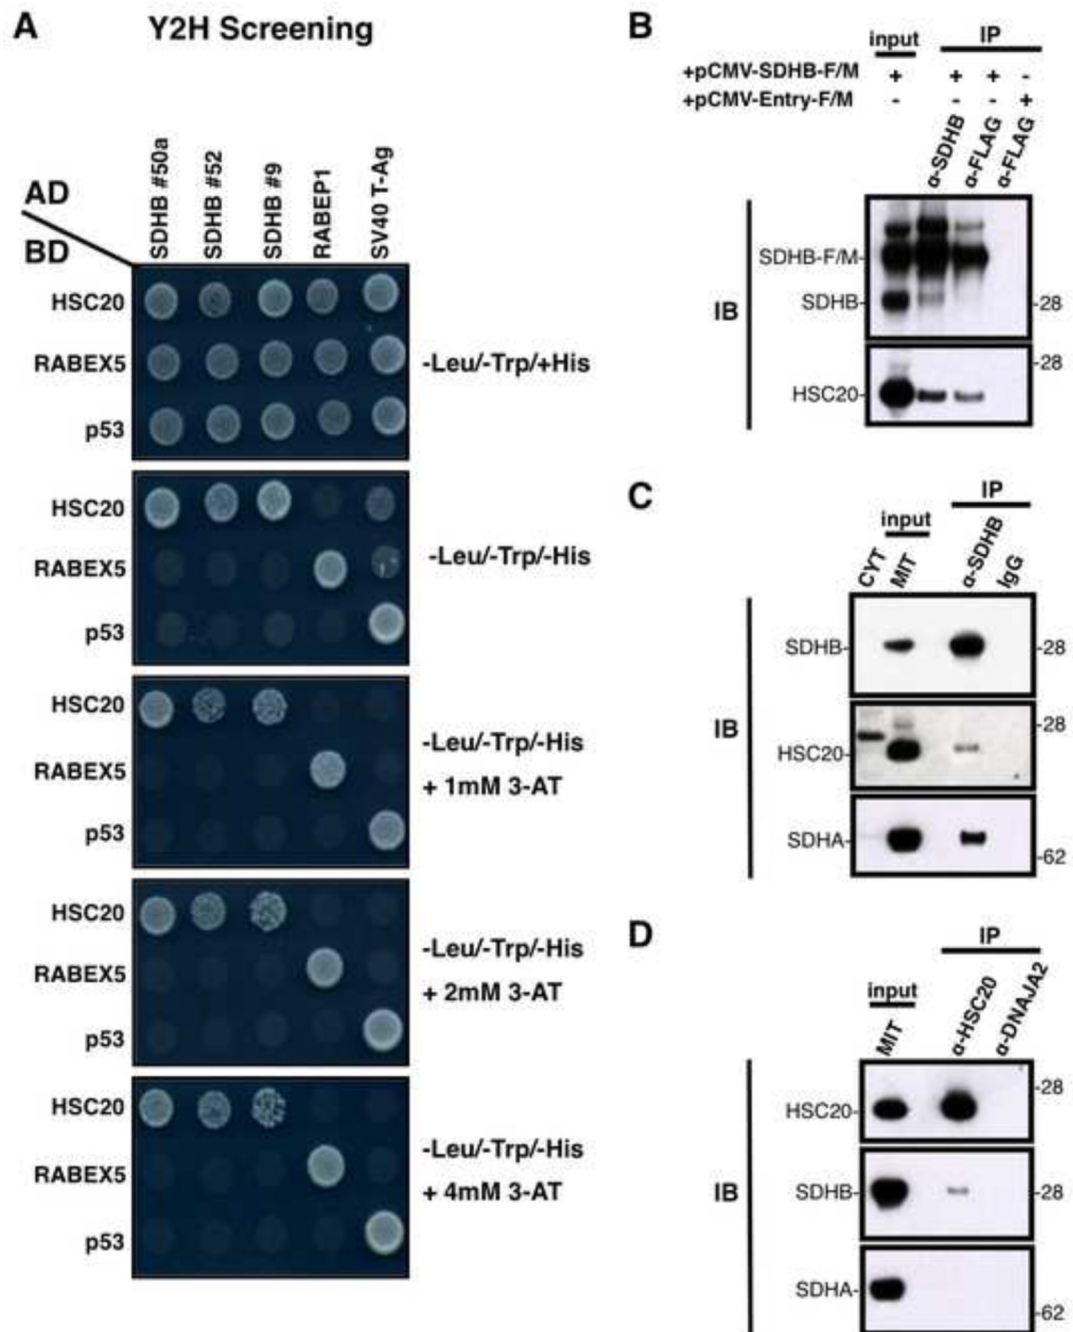 A
Y2H Screening
AD
BD
SDHB #50a
SDHB #52
SDHB #9
RABEP1
SV40 T-Ag
HSC20
RABEX5
p53
-Leu/-Trp/+His
HSC20
RABEX5
p53
-Leu/-Trp/-His
HSC20
RABEX5
p53
-Leu/-Trp/-His
+ 1mM 3-AT
HSC20
RABEX5
p53
-Leu/-Trp/-His
+ 2mM 3-AT
HSC20
RABEX5
p53
-Leu/-Trp/-His
+ 4mM 3-AT
B
input
IP
+pCMV-SDHB-F/M + + + -
+pCMV-Entry-F/M - - - +
α-SDHB
α-FLAG
α-FLAG
IB
SDHB-F/M-
SDHB-
-28
-28
HSC20-
C
IP
input
CYT
MIT
α-SDHB
IgG
IB
SDHB-
-28
-28
HSC20-
SDHA-
-62
D
IP
input
MIT
α-HSC20
α-DNAJA2
IB
-28
HSC20-
SDHB-
-28
SDHA-
-62